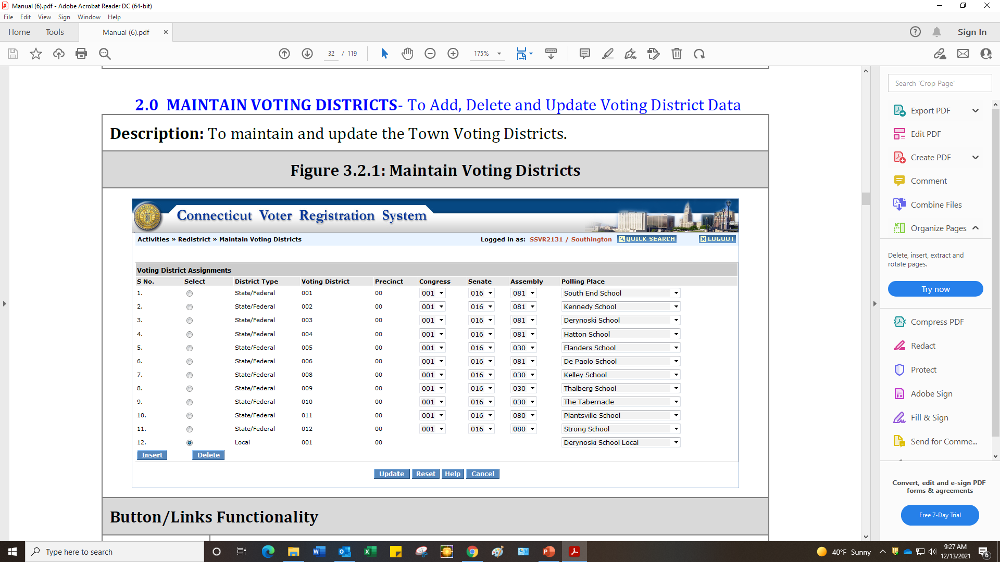 Manual (6).pdf - Adobe Acrobat Reader DC (64-bit)
File Edit View Sign Window Help
Home Tools Manual (6).pdf × Sign In
32 / 119 175%
2.0 MAINTAIN VOTING DISTRICTS- To Add, Delete and Update Voting District Data
Description: To maintain and update the Town Voting Districts.
Figure 3.2.1: Maintain Voting Districts
Connecticut Voter Registration System
Activities » Redistrict » Maintain Voting Districts Logged in as: SSVR2131 / Southington QUICK SEARCH LOGOUT
Voting District Assignments
S No. Select District Type Voting District Precinct Congress Senate Assembly Polling Place
1. State/Federal 001 00 001 016 081 South End School
2. State/Federal 002 00 001 016 081 Kennedy School
3. State/Federal 003 00 001 016 081 Derynoski School
4. State/Federal 004 00 001 016 081 Hatton School
5. State/Federal 005 00 001 016 030 Flanders School
6. State/Federal 006 00 001 016 081 De Paolo School
7. State/Federal 008 00 001 016 030 Kelley School
8. State/Federal 009 00 001 016 030 Thalberg School
9. State/Federal 010 00 001 016 030 The Tabernacle
10. State/Federal 011 00 001 016 080 Plantsville School
11. State/Federal 012 00 001 016 080 Strong School
12. Local 001 00 Derynoski School Local
Insert Delete
Update Reset Help Cancel
Button/Links Functionality
Search 'Crop Page'
Export PDF
Edit PDF
Create PDF
Comment
Combine Files
Organize Pages
Delete, insert, extract and
rotate pages.
Try now
Compress PDF
Redact
Protect
Adobe Sign
Fill & Sign
Send for Comme...
Convert, edit and e-sign PDF
forms & agreements
Free 7-Day Trial
Type here to search
40°F Sunny
9:27 AM
12/13/2021
6